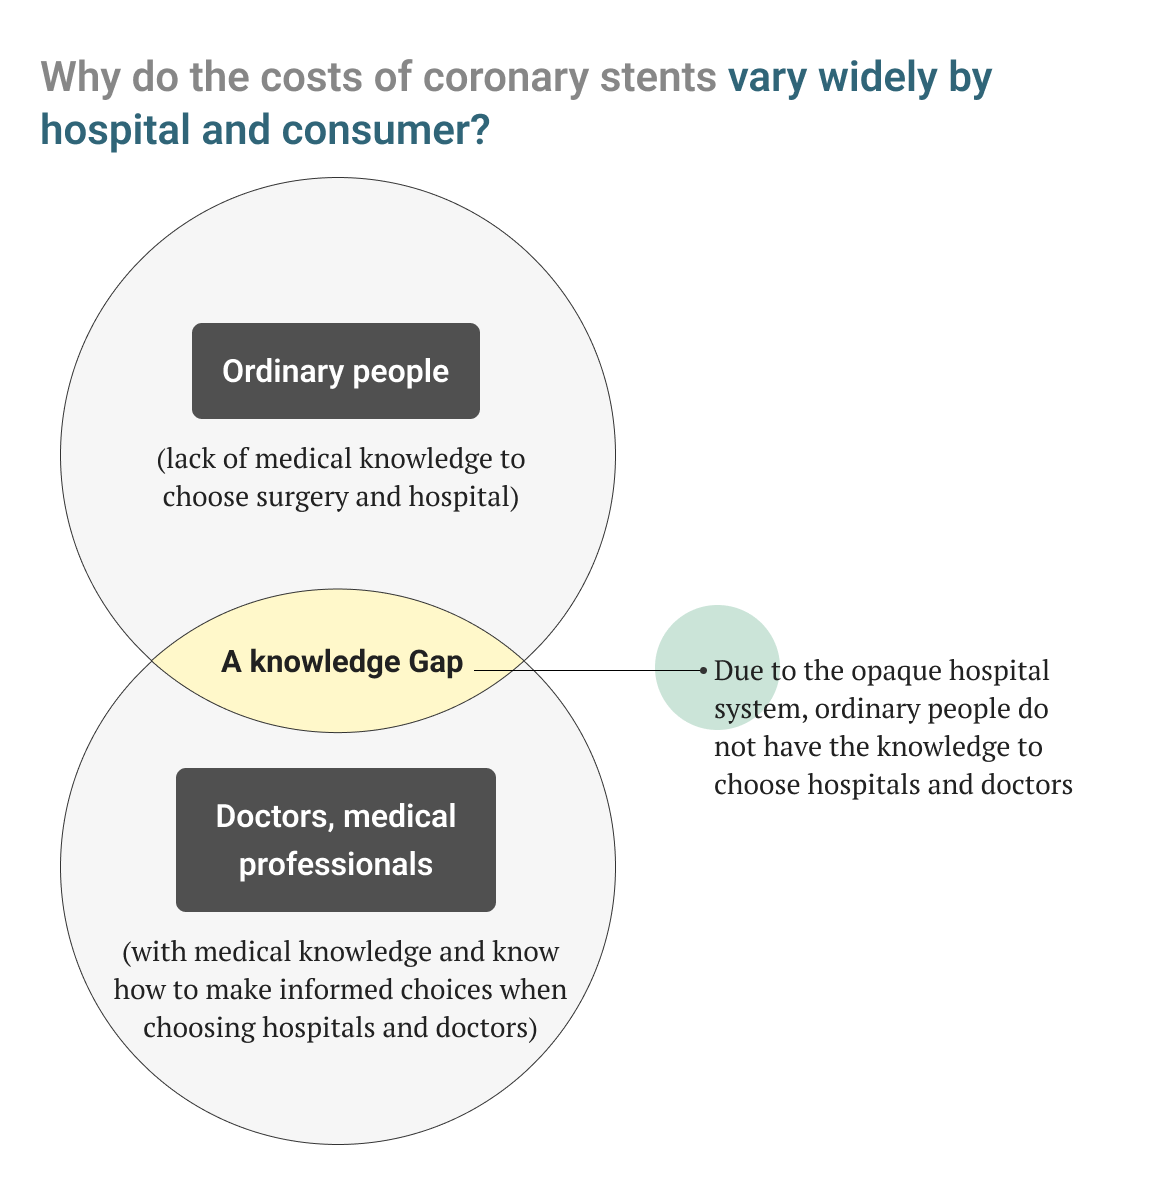 Why do the costs of coronary stents vary widely by
hospital and consumer?
Ordinary people
(lack of medical knowledge to
choose surgery and hospital)
A knowledge Gap
Due to the opaque hospital
system, ordinary people do
not have the knowledge to
choose hospitals and doctors
Doctors, medical
professionals
(with medical knowledge and know
how to make informed choices when
choosing hospitals and doctors)